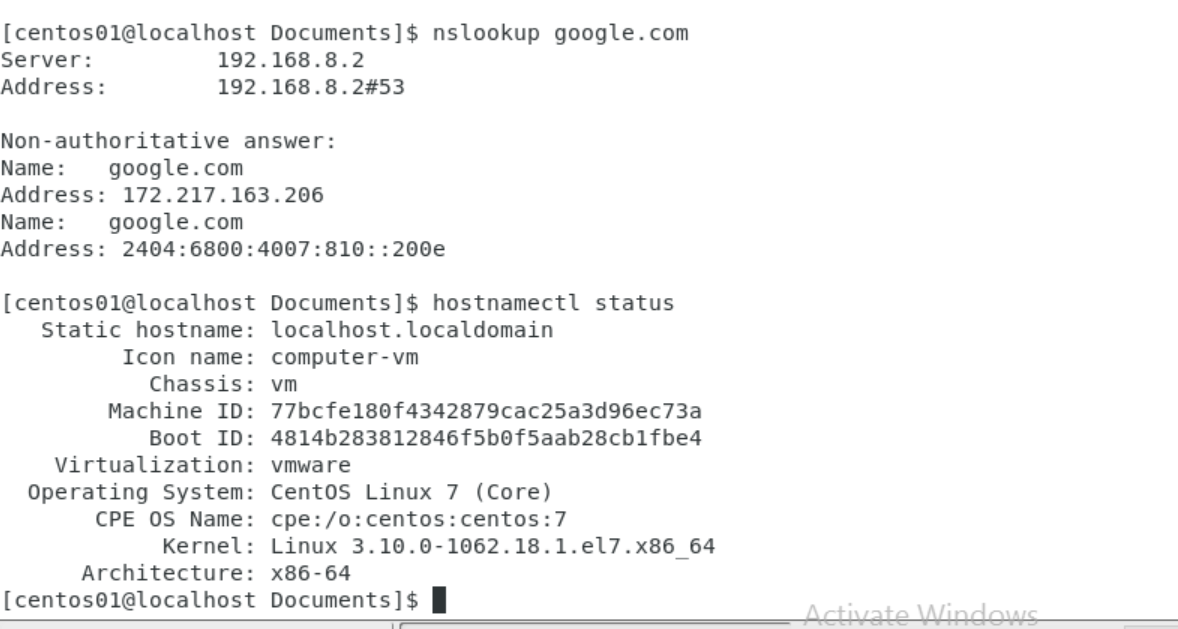 [centos01@localhost Documents]$ nslookup google.com
Server:         192.168.8.2
Address:        192.168.8.2#53
Non-authoritative answer:
Name:   google.com
Address: 172.217.163.206
Name:   google.com
Address: 2404:6800:4007:810::200e
[centos01@localhost Documents]$ hostnamectl status
   Static hostname: localhost.localdomain
         Icon name: computer-vm
           Chassis: vm
        Machine ID: 77bcfe180f4342879cac25a3d96ec73a
           Boot ID: 4814b283812846f5b0f5aab28cb1fbe4
    Virtualization: vmware
  Operating System: CentOS Linux 7 (Core)
       CPE OS Name: cpe:/o:centos:centos:7
            Kernel: Linux 3.10.0-1062.18.1.el7.x86_64
      Architecture: x86-64
[centos01@localhost Documents]$
Activate Windows